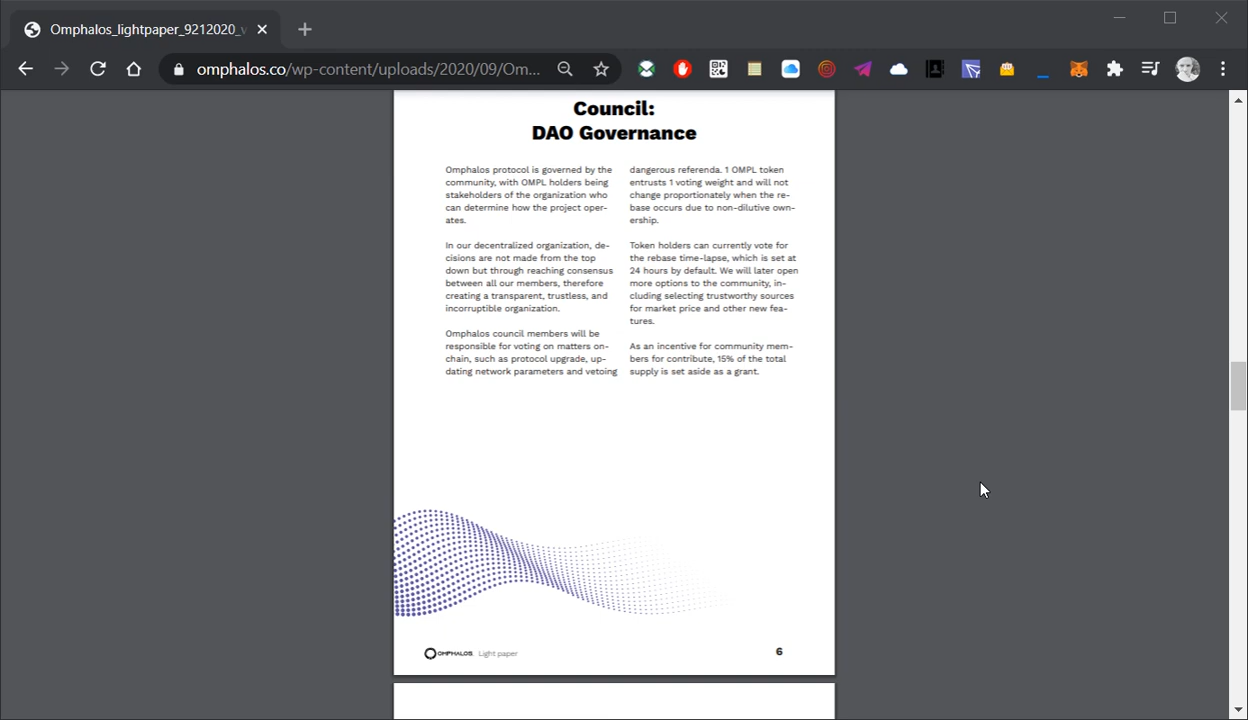 Omphalos_lightpaper_9212020_v
omphalos.co/wp-content/uploads/2020/09/Om...
Council:
DAO Governance
Omphalos protocol is governed by the
community, with OMPL holders being
stakeholders of the organization who
can determine how the project oper-
ates.
In our decentralized organization, de-
cisions are not made from the top
down but through reaching consensus
between all our members, therefore
creating a transparent, trustless, and
incorruptible organization.
Omphalos council members will be
responsible for voting on matters on-
chain, such as protocol upgrade, up-
dating network parameters and vetoing
dangerous referenda. 1 OMPL token
entrusts 1 voting weight and will not
change proportionately when the re-
base occurs due to non-dilutive own-
ership.
Token holders can currently vote for
the rebase time-lapse, which is set at
24 hours by default. We will later open
more options to the community, in-
cluding selecting trustworthy sources
for market price and other new fea-
tures.
As an incentive for community mem-
bers for contribute, 15% of the total
supply is set aside as a grant.
OMPHALOS Light paper
6